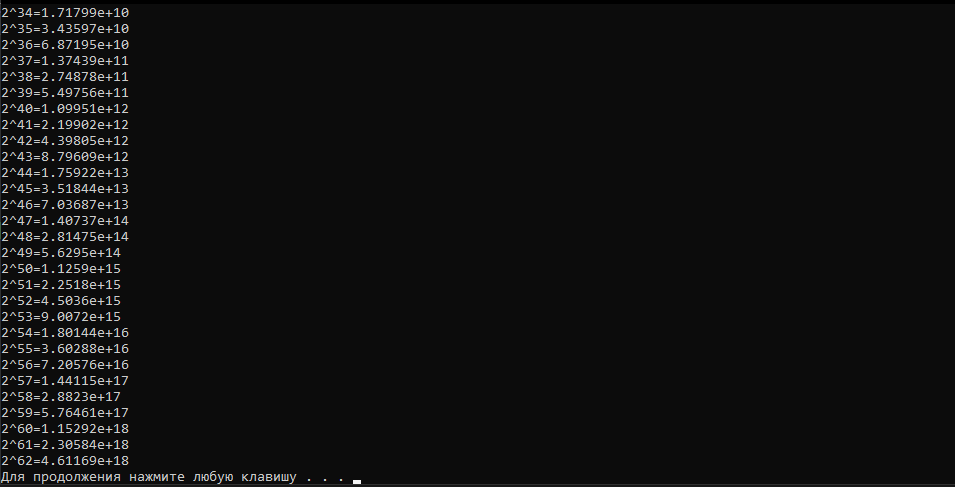 2^34=1.71799e+10
2^35=3.43597e+10
2^36=6.87195e+10
2^37=1.37439e+11
2^38=2.74878e+11
2^39=5.49756e+11
2^40=1.09951e+12
2^41=2.19902e+12
2^42=4.39805e+12
2^43=8.79609e+12
2^44=1.75922e+13
2^45=3.51844e+13
2^46=7.03687e+13
2^47=1.40737e+14
2^48=2.81475e+14
2^49=5.6295e+14
2^50=1.1259e+15
2^51=2.2518e+15
2^52=4.5036e+15
2^53=9.0072e+15
2^54=1.80144e+16
2^55=3.60288e+16
2^56=7.20576e+16
2^57=1.44115e+17
2^58=2.8823e+17
2^59=5.76461e+17
2^60=1.15292e+18
2^61=2.30584e+18
2^62=4.61169e+18
Для продолжения нажмите любую клавишу . . .